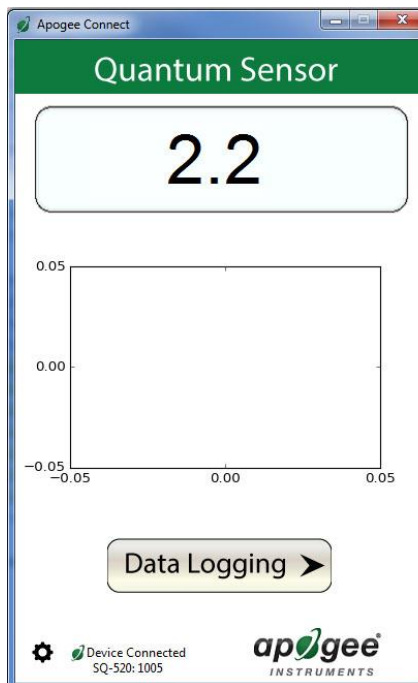 Apogee Connect
Quantum Sensor
2.2
0.05
0.00
−0.05
−0.05 0.00 0.05
Data Logging
Device Connected
SQ-520: 1005
apogee
INSTRUMENTS